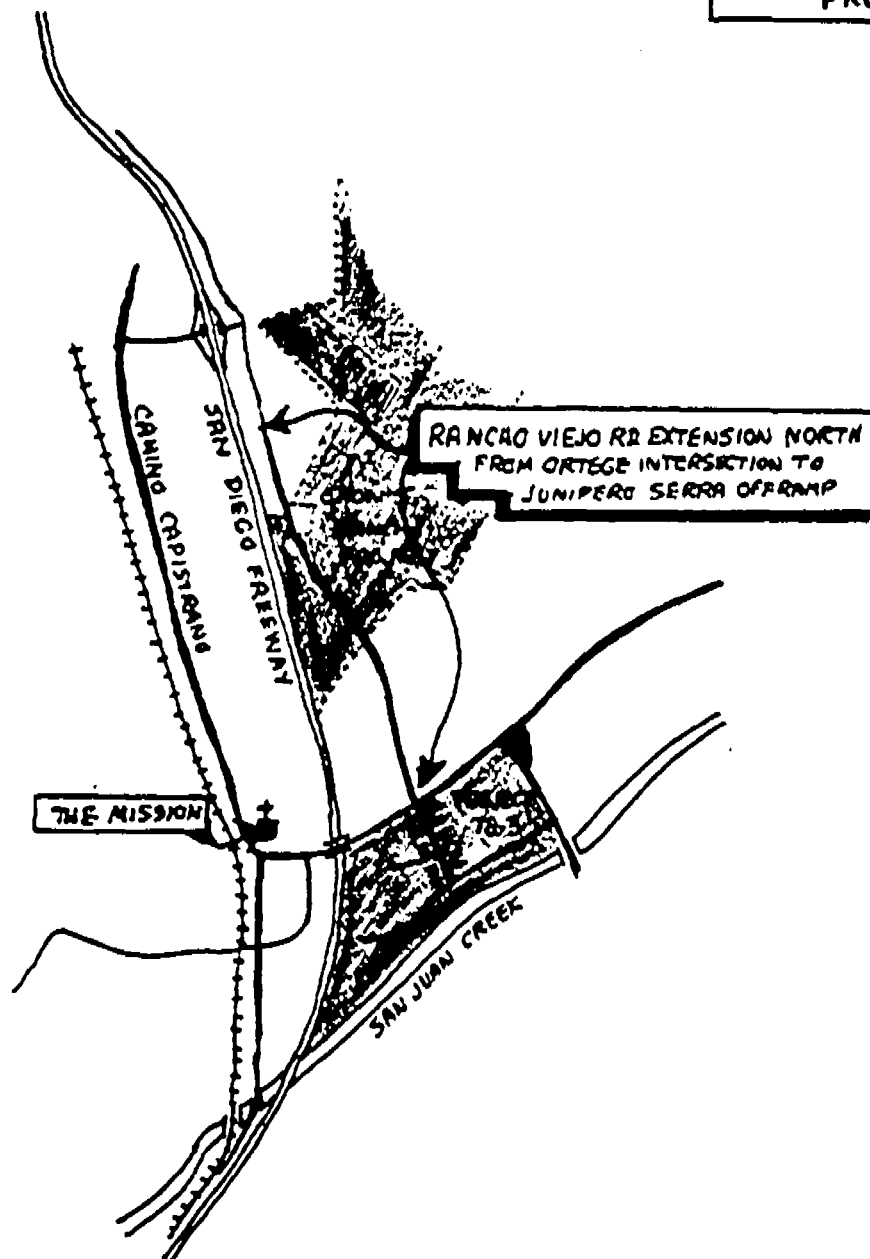 RANCHO VIEJO RD EXTENSION NORTH
FROM ORTEGE INTERSECTION TO
JUNIPERO SERRA OFFRAMP
CAMINO CAPISTRANO
SAN DIEGO FREEWAY
THE MISSION
SAN JUAN CREEK